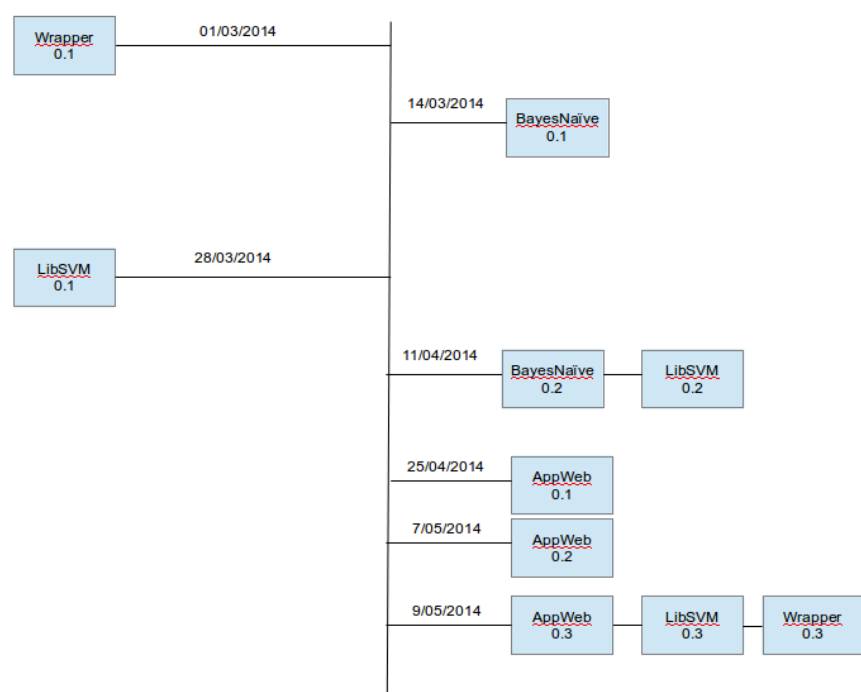 01/03/2014
Wrapper
0.1
14/03/2014
BayesNaïve
0.1
28/03/2014
LibSVM
0.1
11/04/2014
BayesNaïve
0.2
LibSVM
0.2
25/04/2014
AppWeb
0.1
7/05/2014
AppWeb
0.2
9/05/2014
AppWeb
0.3
LibSVM
0.3
Wrapper
0.3